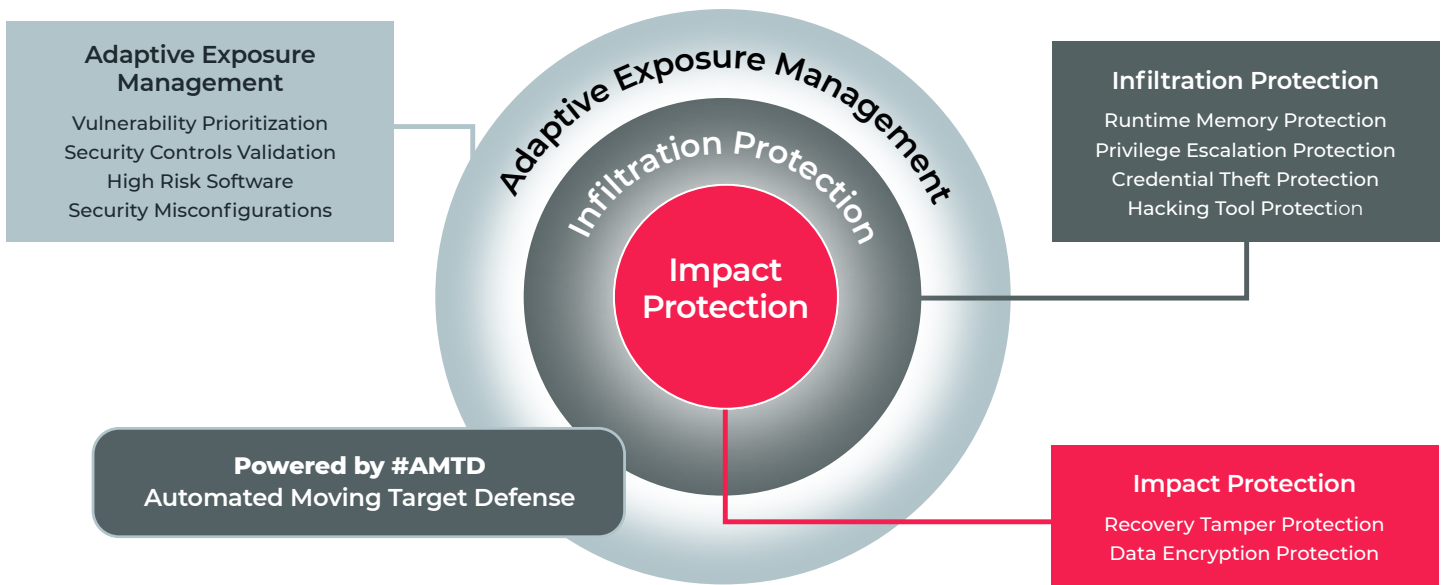 Adaptive Exposure
Management
Vulnerability Prioritization
Security Controls Validation
High Risk Software
Security Misconfigurations
Adaptive Exposure Management
Infiltration Protection
Impact
Protection
Infiltration Protection
Runtime Memory Protection
Privilege Escalation Protection
Credential Theft Protection
Hacking Tool Protection
Powered by #AMTD
Automated Moving Target Defense
Impact Protection
Recovery Tamper Protection
Data Encryption Protection